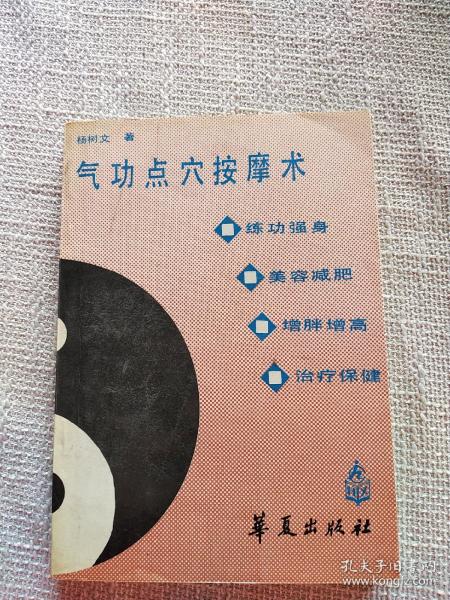 杨树文 著
气功点穴按摩术
练功强身
美容减肥
增胖增高
治疗保健
华夏出版社
孔夫子旧书网
www.kongfz.com